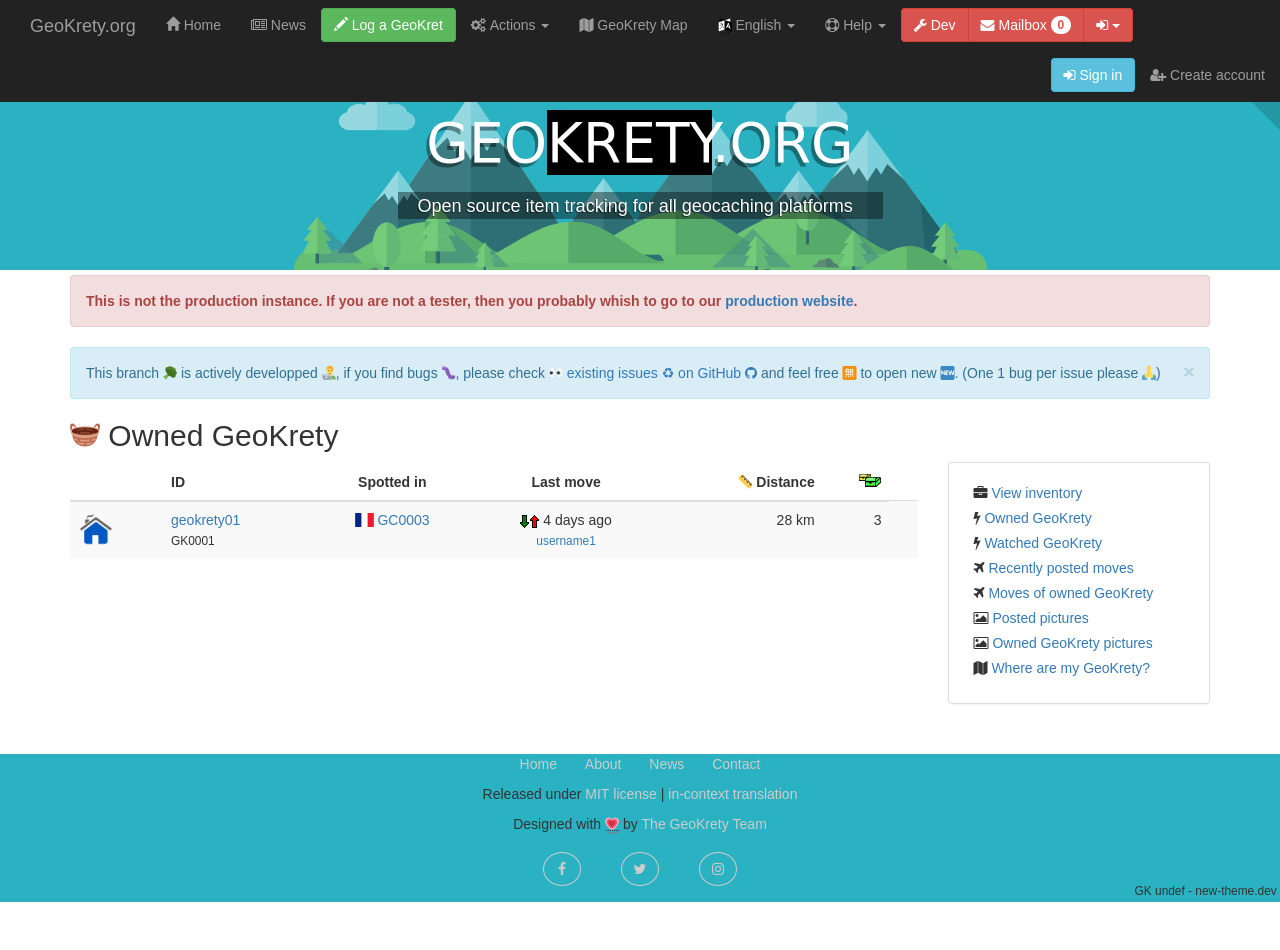 GeoKrety.org Home News Log a GeoKret Actions GeoKrety Map English Help Dev Mailbox 0
Sign in Create account
GEOKRETY.ORG
Open source item tracking for all geocaching platforms
This is not the production instance. If you are not a tester, then you probably whish to go to our production website.
This branch 🌳 is actively developped, if you find bugs 🐛, please check 👀 existing issues ♻ on GitHub and feel free 🈚 to open new 🆕. (One 1 bug per issue please 🙏) ×
Owned GeoKrety
ID Spotted in Last move Distance
geokrety01 GC0003 4 days ago 28 km 3
GK0001 username1
View inventory
Owned GeoKrety
Watched GeoKrety
Recently posted moves
Moves of owned GeoKrety
Posted pictures
Owned GeoKrety pictures
Where are my GeoKrety?
Home About News Contact
Released under MIT license | in-context translation
Designed with 💟 by The GeoKrety Team
GK undef - new-theme.dev